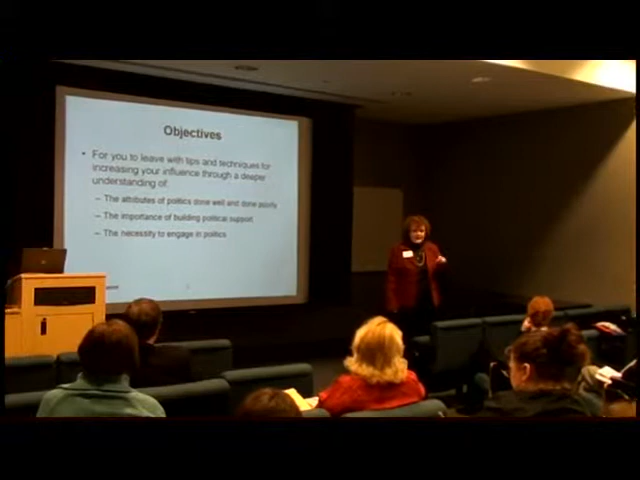 Objectives
• For you to leave with tips and techniques for
increasing your influence through a deeper
understanding of:
– The attributes of politics done well and done poorly
– The importance of building political support
– The necessity to engage in politics